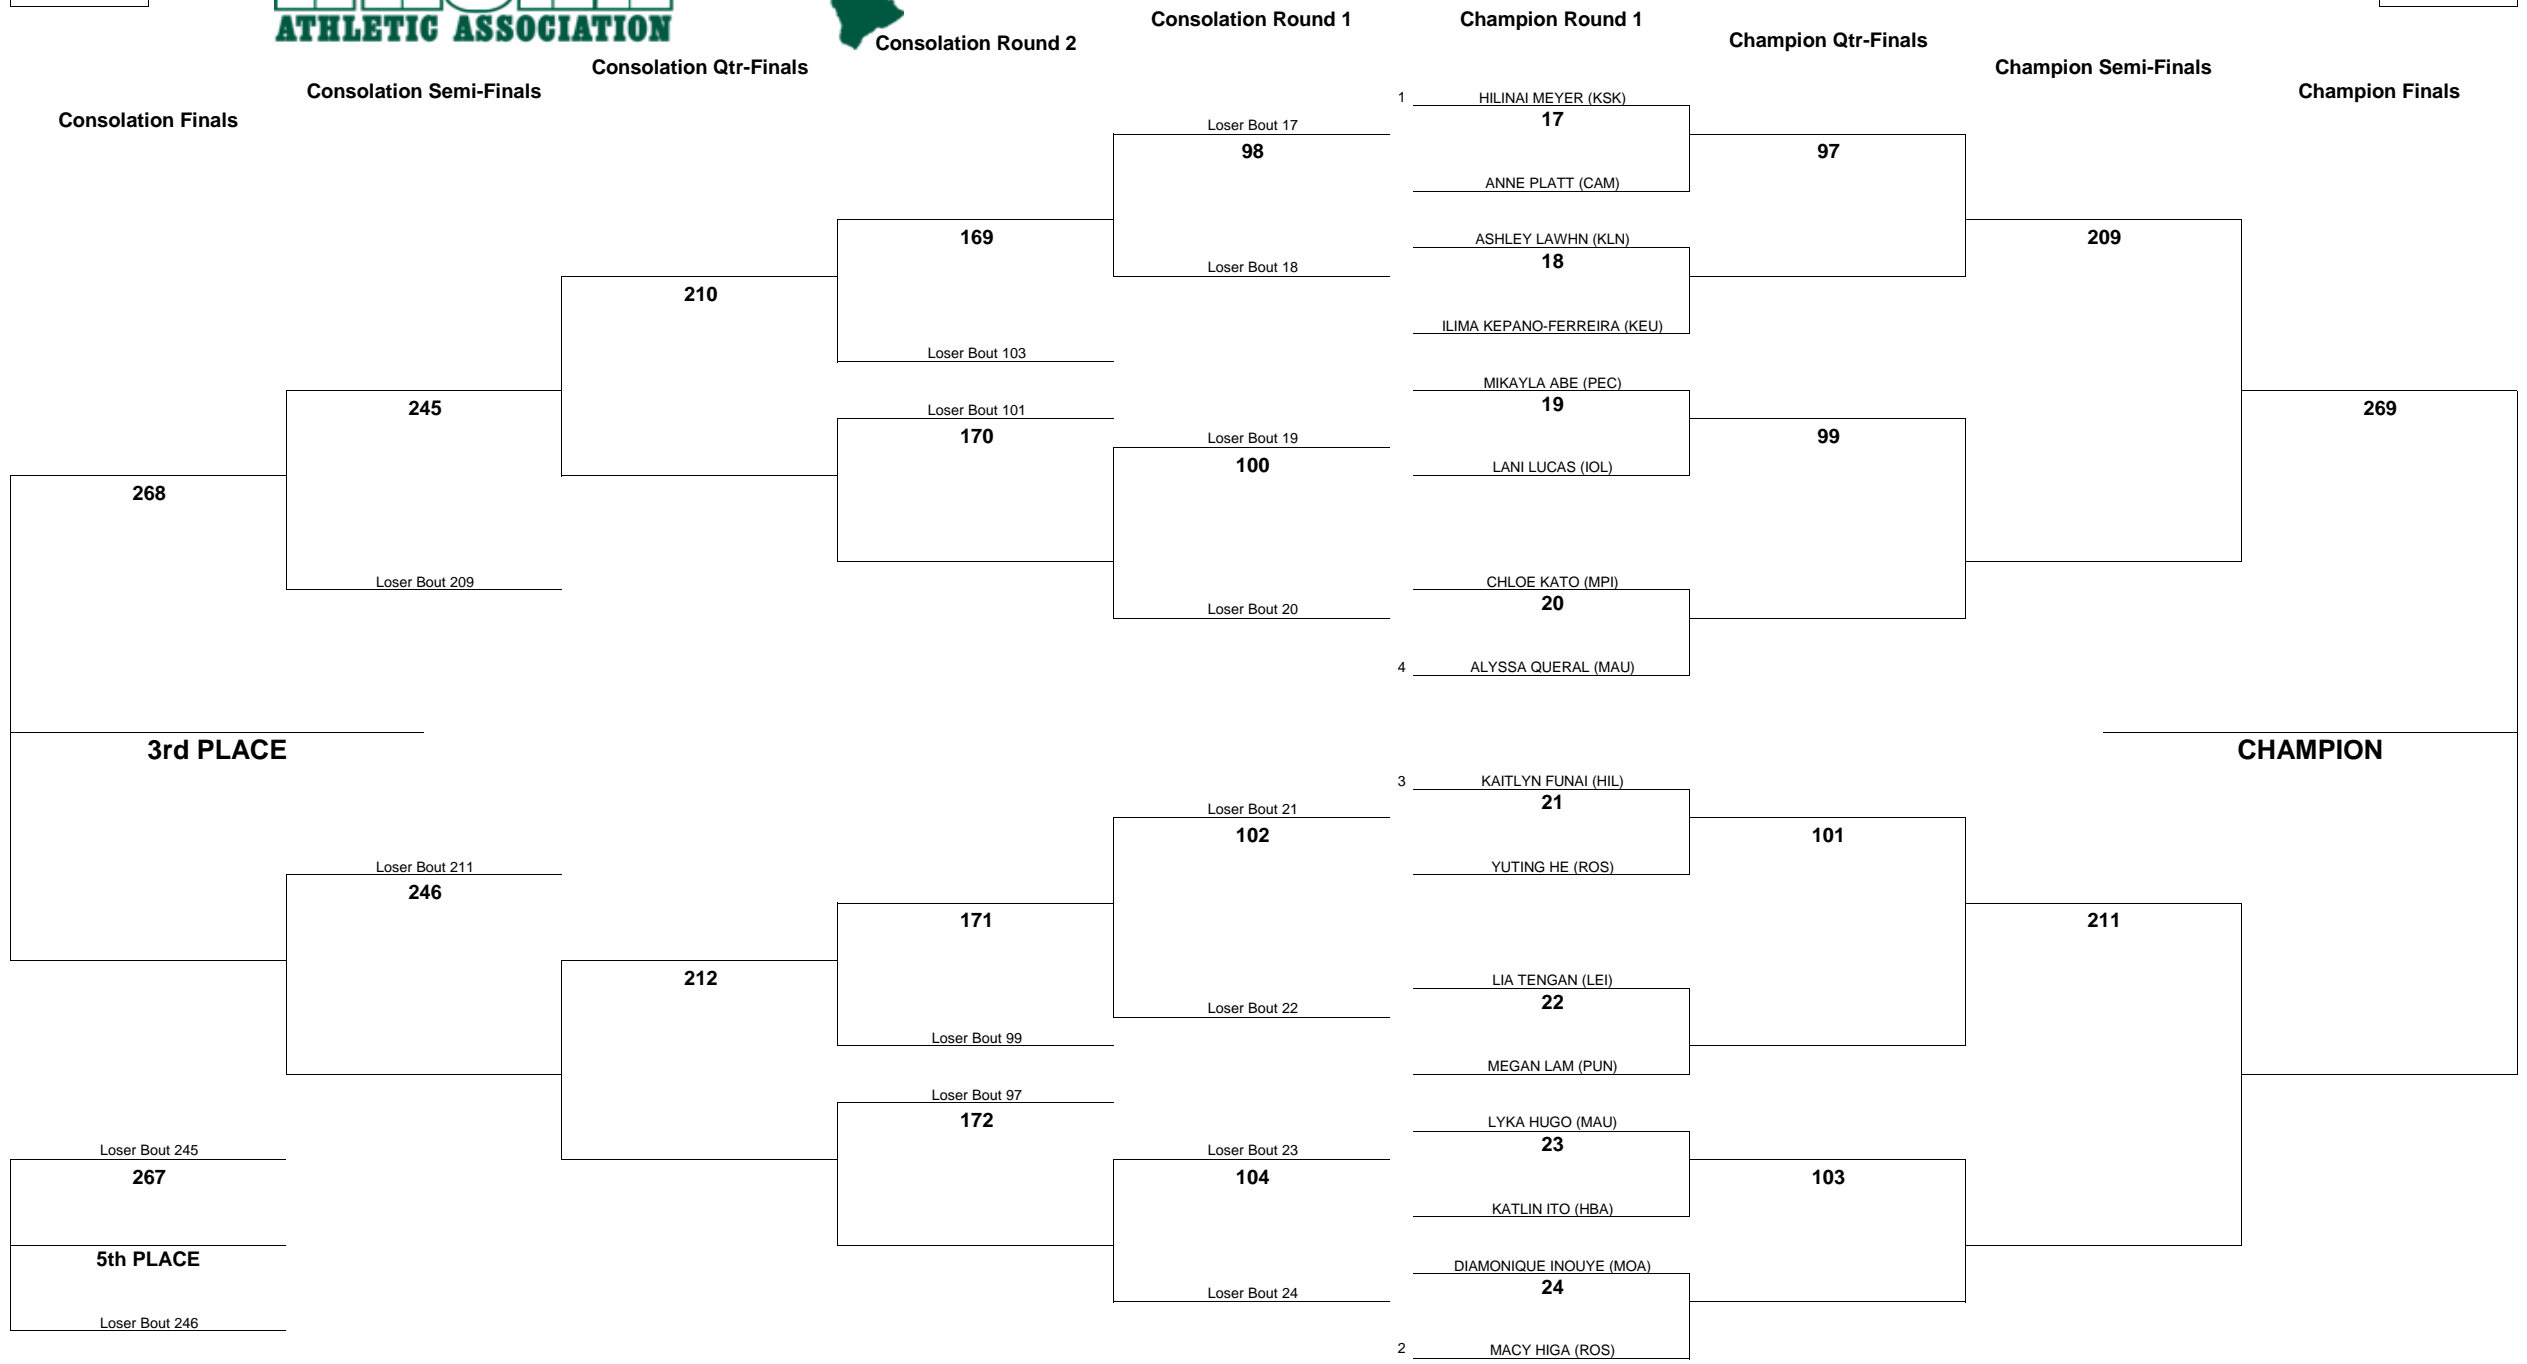 ATHLETIC ASSOCIATION
Consolation Round 1
Champion Round 1
Consolation Round 2
Champion Qtr-Finals
Consolation Qtr-Finals
Champion Semi-Finals
Consolation Semi-Finals
Champion Finals
Consolation Finals
1 HILINAI MEYER (KSK)
17
ANNE PLATT (CAM)
ASHLEY LAWHN (KLN)
18
ILIMA KEPANO-FERREIRA (KEU)
MIKAYLA ABE (PEC)
19
LANI LUCAS (IOL)
CHLOE KATO (MPI)
20
4 ALYSSA QUERAL (MAU)
3 KAITLYN FUNAI (HIL)
21
YUTING HE (ROS)
LIA TENGAN (LEI)
22
MEGAN LAM (PUN)
LYKA HUGO (MAU)
23
KATLIN ITO (HBA)
DIAMONIQUE INOUYE (MOA)
24
2 MACY HIGA (ROS)
97
99
101
103
209
211
269
CHAMPION
Loser Bout 17
98
Loser Bout 18
Loser Bout 19
100
Loser Bout 20
Loser Bout 21
102
Loser Bout 22
Loser Bout 23
104
Loser Bout 24
169
Loser Bout 103
Loser Bout 101
170
171
Loser Bout 99
Loser Bout 97
172
210
212
245
Loser Bout 209
Loser Bout 211
246
268
3rd PLACE
Loser Bout 245
267
5th PLACE
Loser Bout 246